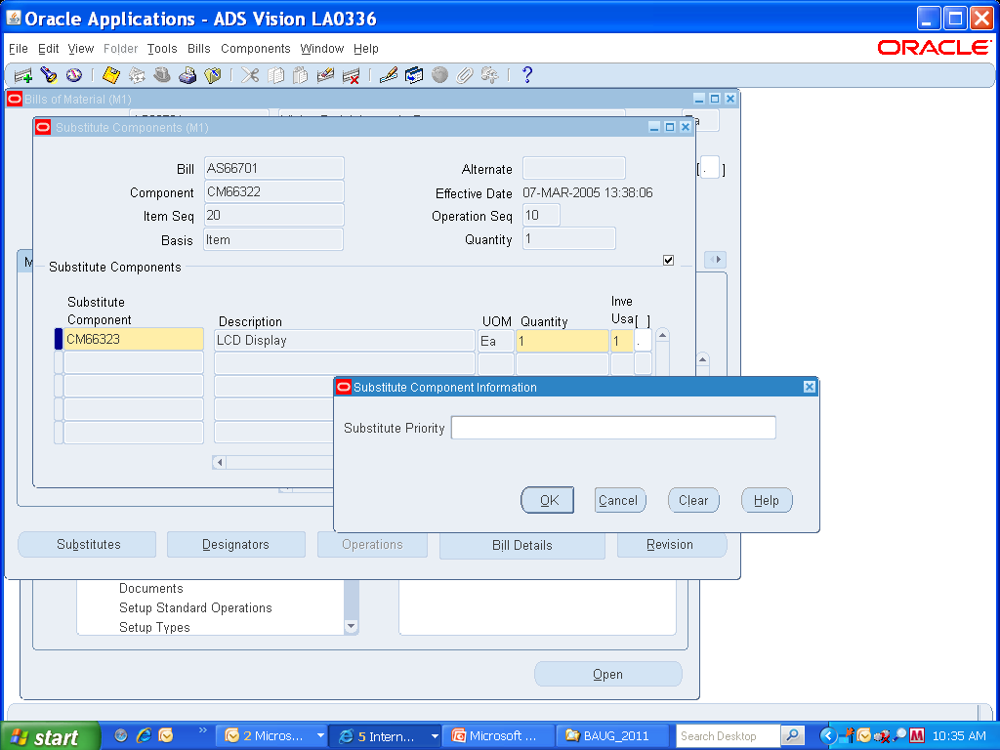 Oracle Applications - ADS Vision LA0336
File Edit View Folder Tools Bills Components Window Help
ORACLE
Bills of Material (M1)
Substitute Components (M1)
Bill AS66701 Alternate
Component CM66322 Effective Date 07-MAR-2005 13:38:06
[.]
Item Seq 20 Operation Seq 10
Basis Item Quantity 1
Substitute Components
Substitute Component Description UOM Quantity Inve Usa [ ]
CM66323 LCD Display Ea 1 1 .
Substitute Component Information
Substitute Priority
OK Cancel Clear Help
Substitutes Designators Operations Bill Details Revision
Documents
Setup Standard Operations
Setup Types
Open
start 2 Micros... 5 Intern... Microsoft ... BAUG_2011 Search Desktop 10:35 AM